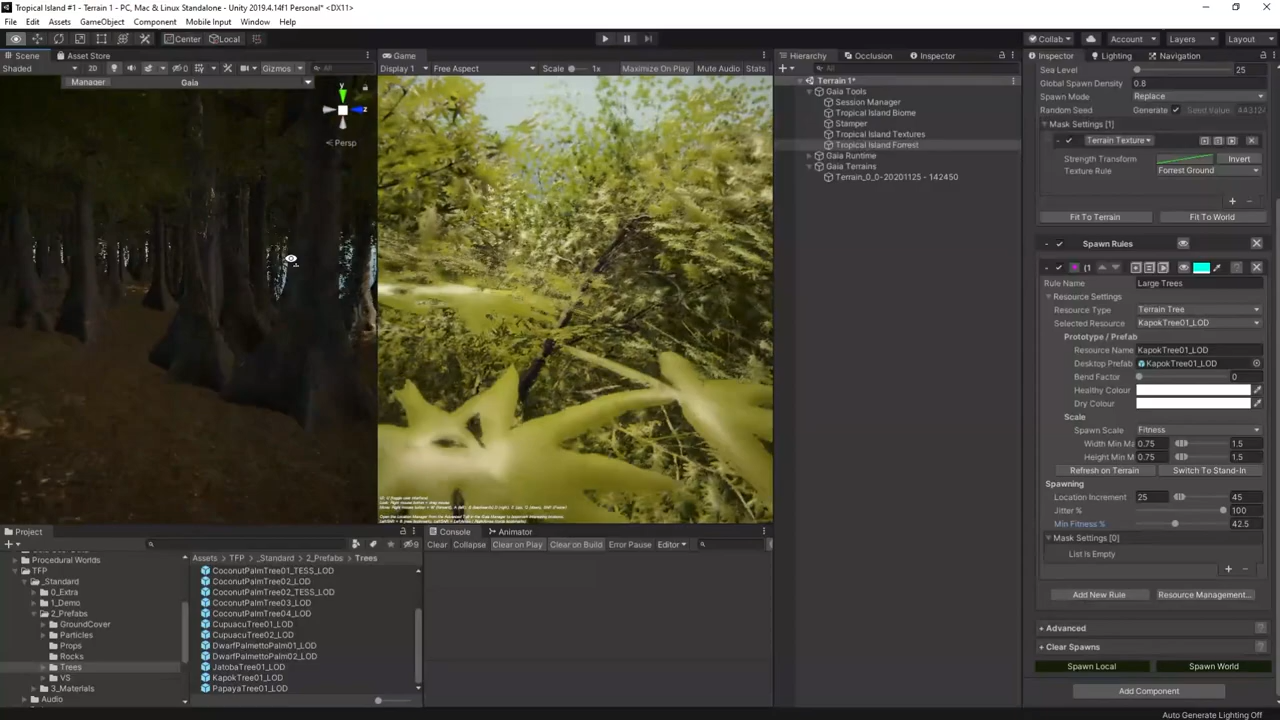 Tropical Island #1 - Terrain 1 - PC, Mac & Linux Standalone - Unity 2019.4.14f1 Personal* <DX11>
File Edit Assets GameObject Component Mobile Input Window Help
Center Local Collab Account Layers Layout
Scene Asset Store
Shaded 2D 0 Gizmos All
Manager Gaia
y
z
Persp
Game
Display 1 Free Aspect Scale 1x Maximize On Play Mute Audio Stats
Hierarchy Occlusion Inspector
All
Terrain 1*
Gaia Tools
Session Manager
Tropical Island Biome
Stamper
Tropical Island Textures
Tropical Island Forrest
Gaia Runtime
Gaia Terrains
Terrain_0_0-20201125 - 142450
Inspector Lighting Navigation
Sea Level 25
Global Spawn Density 0.8
Spawn Mode Replace
Random Seed Generate Seed Value
Mask Settings [1]
Terrain Texture
Strength Transform Invert
Texture Rule Forrest Ground
Fit To Terrain Fit To World
Spawn Rules
(1
Rule Name Large Trees
Resource Settings
Resource Type Terrain Tree
Selected Resource KapokTree01_LOD
Prototype / Prefab
Resource Name KapokTree01_LOD
Desktop Prefab KapokTree01_LOD
Bend Factor 0
Healthy Colour
Dry Colour
Scale
Spawn Scale Fitness
Width Min Ma 0.75 1.5
Height Min M 0.75 1.5
Refresh on Terrain Switch To Stand-In
Spawning
Location Increment 25 45
Jitter % 100
Min Fitness % 42.5
Mask Settings [0]
List is Empty
Add New Rule Resource Management...
+ Advanced
+ Clear Spawns
Spawn Local Spawn World
Add Component
Auto Generate Lighting Off
Project
9
Procedural Worlds
TFP
_Standard
0_Extra
1_Demo
2_Prefabs
GroundCover
Particles
Props
Rocks
Trees
VS
3_Materials
Audio
Assets > TFP > _Standard > 2_Prefabs > Trees
CoconutPalmTree01_TESS_LOD
CoconutPalmTree02_LOD
CoconutPalmTree02_TESS_LOD
CoconutPalmTree03_LOD
CoconutPalmTree04_LOD
CupuacuTree01_LOD
CupuacuTree02_LOD
DwarfPalmettoPalm01_LOD
DwarfPalmettoPalm02_LOD
JatobaTree01_LOD
KapokTree01_LOD
PapayaTree01_LOD
Console Animator
Clear Collapse Clear on Play Clear on Build Error Pause Editor